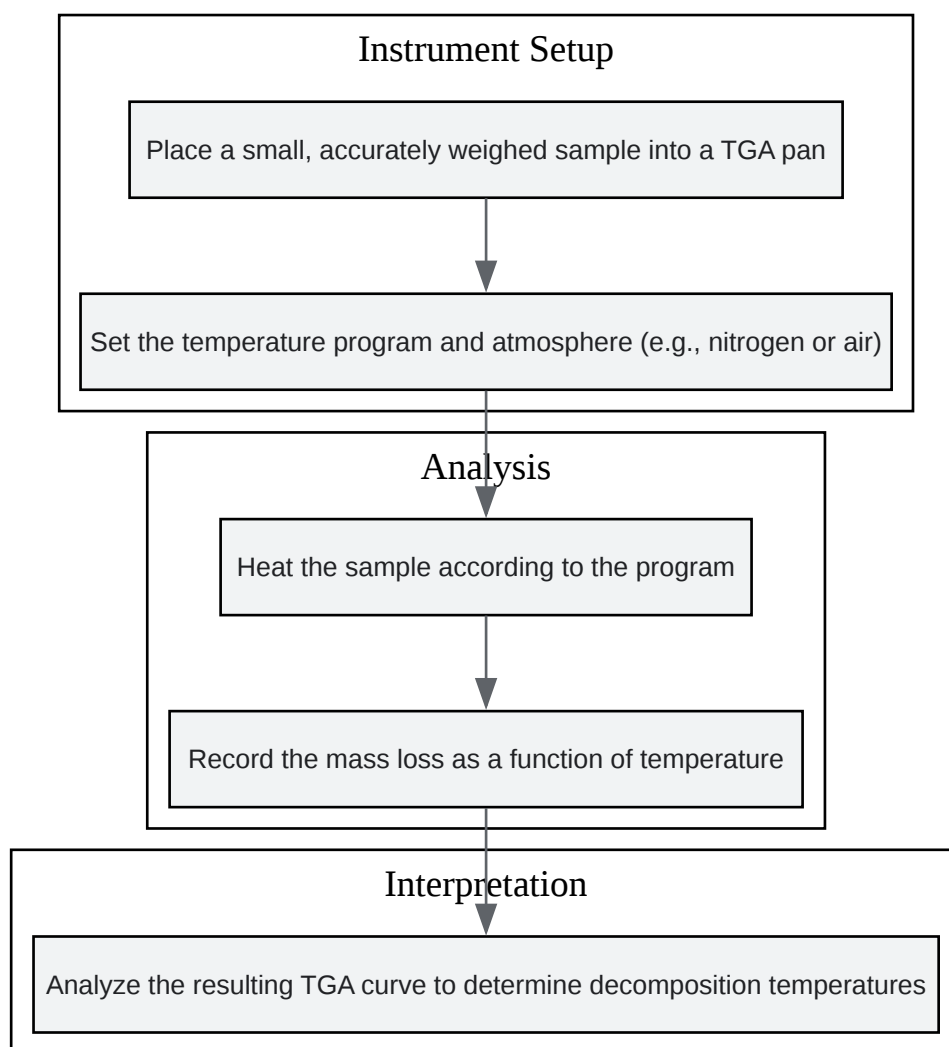 Instrument Setup
Place a small, accurately weighed sample into a TGA pan
Set the temperature program and atmosphere (e.g., nitrogen or air)
Analysis
Heat the sample according to the program
Record the mass loss as a function of temperature
Interpretation
Analyze the resulting TGA curve to determine decomposition temperatures